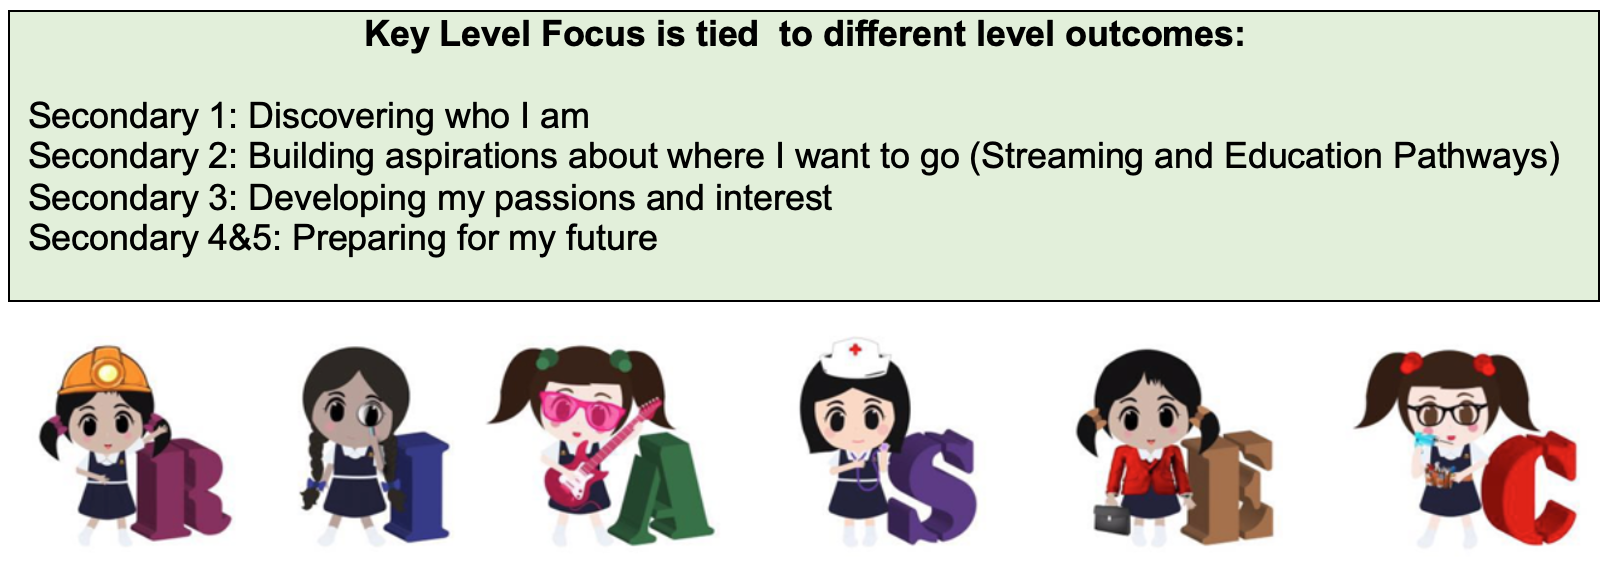 Key Level Focus is tied  to different level outcomes:
Secondary 1: Discovering who I am
Secondary 2: Building aspirations about where I want to go (Streaming and Education Pathways)
Secondary 3: Developing my passions and interest
Secondary 4&5: Preparing for my future
R I A S E C